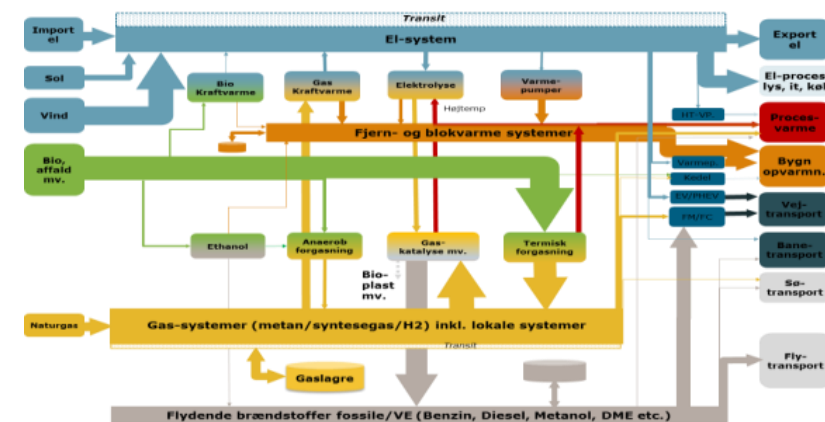 Transit
Import
el
El-system
Export
el
Sol
Bio
Kraftvarme
Gas
Kraftvarme
Elektrolyse
Varme-
pumper
El-proces
lys, it, køl
Højtemp
Vind
HT-VP.
Proces-
varme
Fjern- og blokvarme systemer
Bio,
affald
mv.
Varmep.
Kedel
Bygn
opvarmn.
EV/PHEV
FM/FC
Vej-
transport
Ethanol
Anaerob
forgasning
Gas-
katalyse mv.
Termisk
forgasning
Bane-
transport
Bio-
plast
mv.
Sø-
transport
Naturgas
Gas-systemer (metan/syntesegas/H2) inkl. lokale systemer
Transit
Gaslagre
Fly-
transport
Flydende brændstoffer fossile/VE (Benzin, Diesel, Metanol, DME etc.)